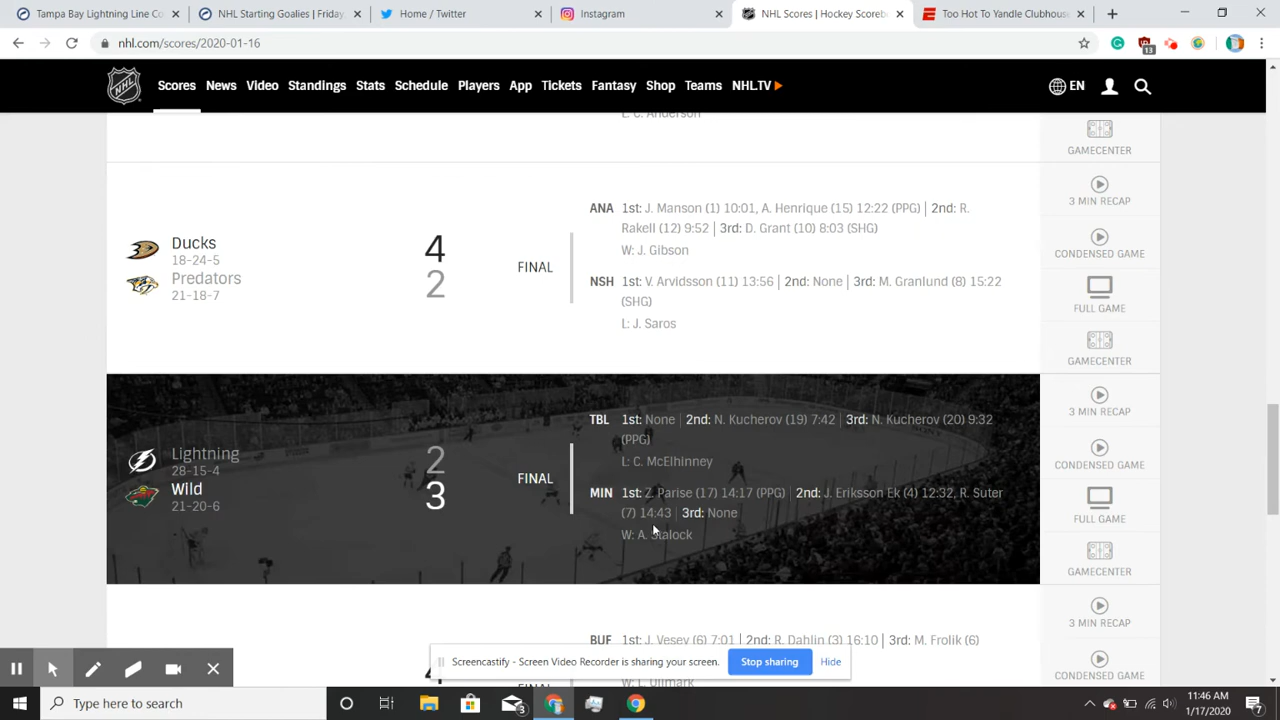 Tampa Bay Lightning Line Co
NHL Starting Goalies | Friday,
Home / Twitter
Instagram
NHL Scores | Hockey Scoreb
Too Hot To Yandle Clubhouse
nhl.com/scores/2020-01-16
13
NHL
Scores News Video Standings Stats Schedule Players App Tickets Fantasy Shop Teams NHL.TV
EN
L: C. Anderson
GAMECENTER
Ducks
18-24-5
Predators
21-18-7
4
2
FINAL
ANA 1st: J. Manson (1) 10:01, A. Henrique (15) 12:22 (PPG) | 2nd: R.
Rakell (12) 9:52 | 3rd: D. Grant (10) 8:03 (SHG)
W: J. Gibson
NSH 1st: V. Arvidsson (11) 13:56 | 2nd: None | 3rd: M. Granlund (8) 15:22
(SHG)
L: J. Saros
3 MIN RECAP
CONDENSED GAME
FULL GAME
GAMECENTER
Lightning
28-15-4
Wild
21-20-6
2
3
FINAL
TBL 1st: None | 2nd: N. Kucherov (19) 7:42 | 3rd: N. Kucherov (20) 9:32
(PPG)
L: C. McElhinney
MIN 1st: Z. Parise (17) 14:17 (PPG) | 2nd: J. Eriksson Ek (4) 12:32, R. Suter
(7) 14:43 | 3rd: None
W: A. Stalock
3 MIN RECAP
CONDENSED GAME
FULL GAME
GAMECENTER
BUF 1st: J. Vesey (6) 7:01 | 2nd: R. Dahlin (3) 16:10 | 3rd: M. Frolik (6)
W: L. Ullmark
3 MIN RECAP
CONDENSED GAME
Screencastify - Screen Video Recorder is sharing your screen.
Stop sharing
Hide
Type here to search
3
11:46 AM
1/17/2020
7